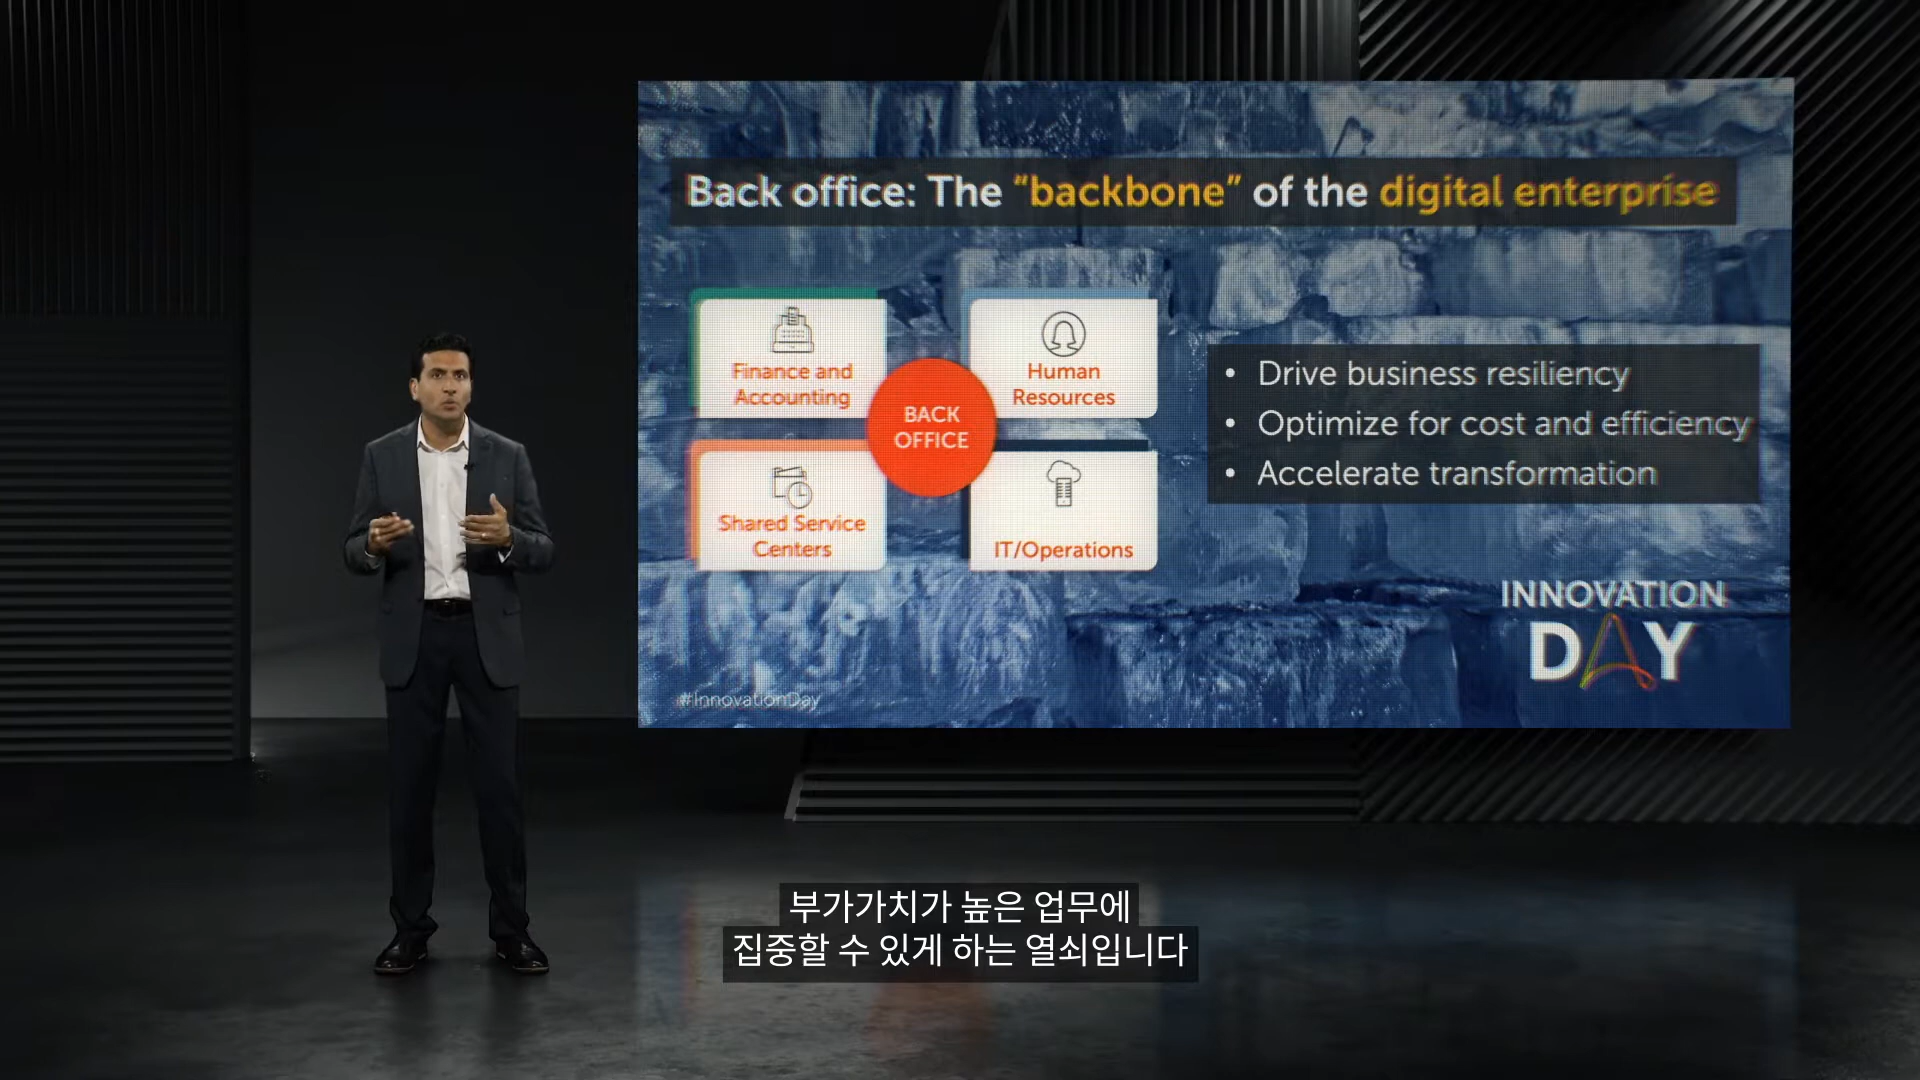 Back office: The “backbone” of the digital enterprise
Finance and
Accounting
Human
Resources
BACK
OFFICE
Shared Service
Centers
IT/Operations
• Drive business resiliency
• Optimize for cost and efficiency
• Accelerate transformation
INNOVATION
DAY
#InnovationDay
부가가치가 높은 업무에
집중할 수 있게 하는 열쇠입니다